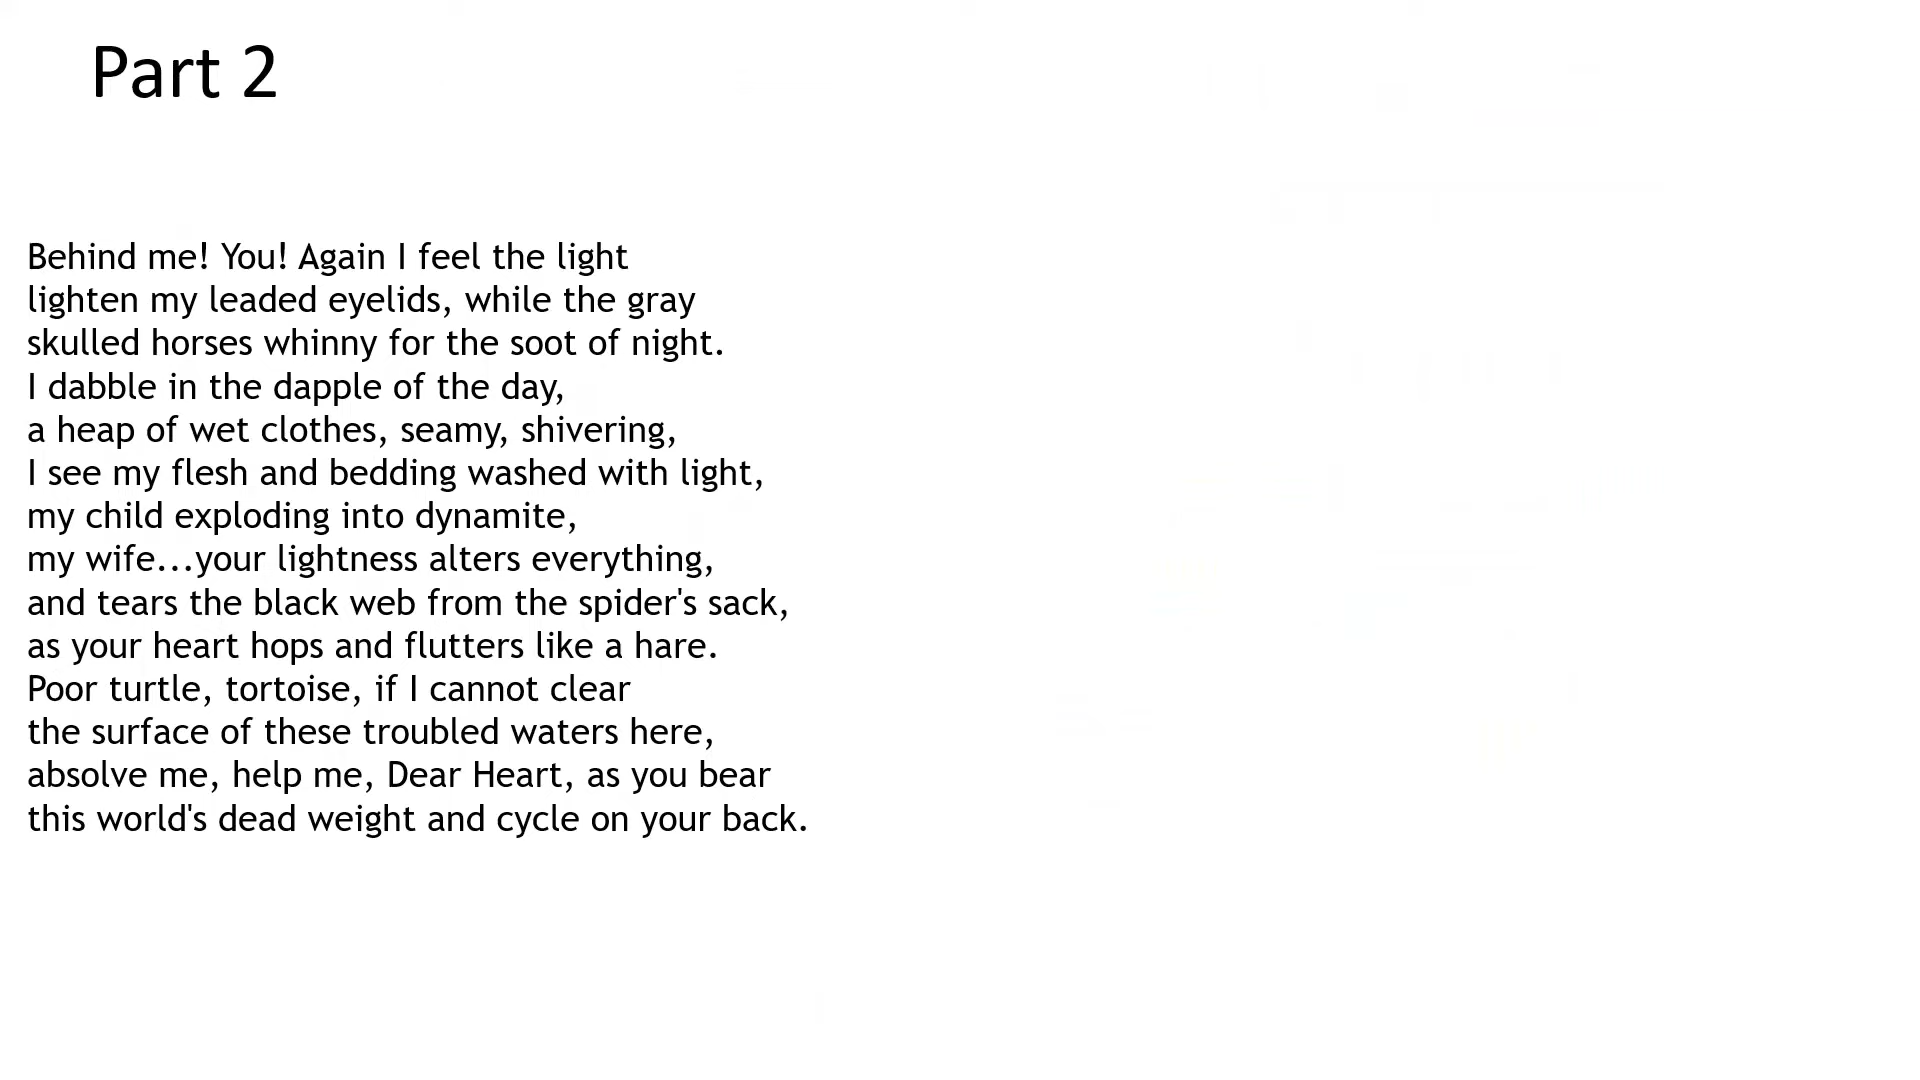 Part 2
Behind me! You! Again I feel the light
lighten my leaded eyelids, while the gray
skulled horses whinny for the soot of night.
I dabble in the dapple of the day,
a heap of wet clothes, seamy, shivering,
I see my flesh and bedding washed with light,
my child exploding into dynamite,
my wife...your lightness alters everything,
and tears the black web from the spider's sack,
as your heart hops and flutters like a hare.
Poor turtle, tortoise, if I cannot clear
the surface of these troubled waters here,
absolve me, help me, Dear Heart, as you bear
this world's dead weight and cycle on your back.